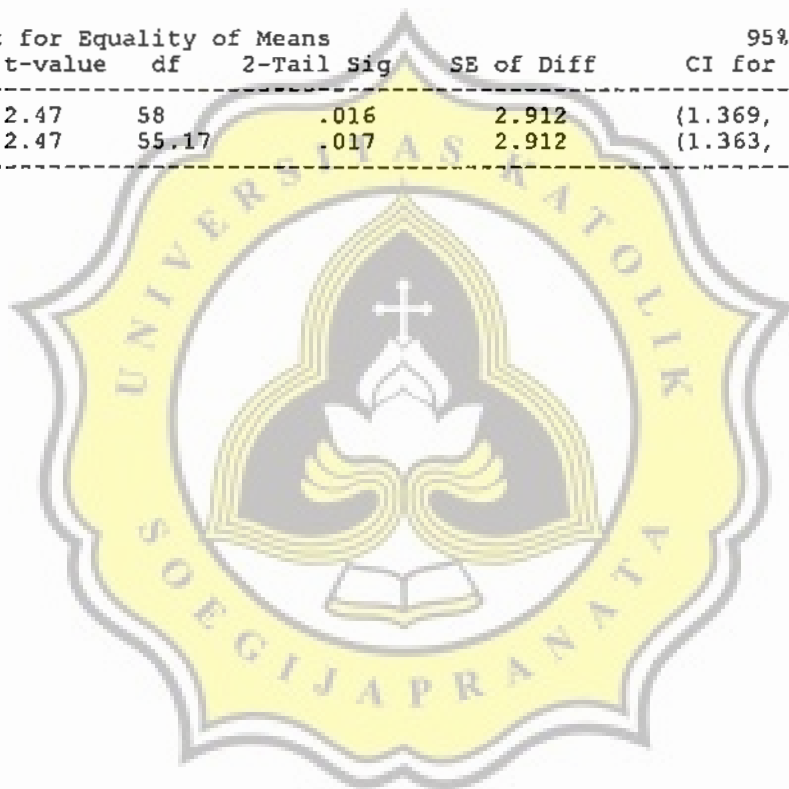 for Equality of Means 95%
t-value df 2-Tail Sig SE of Diff CI for
2.47 58 .016 2.912 (1.369,
2.47 55.17 .017 2.912 (1.363,
UNIVERSITAS KATOLIK
SOEGIJAPRANATA